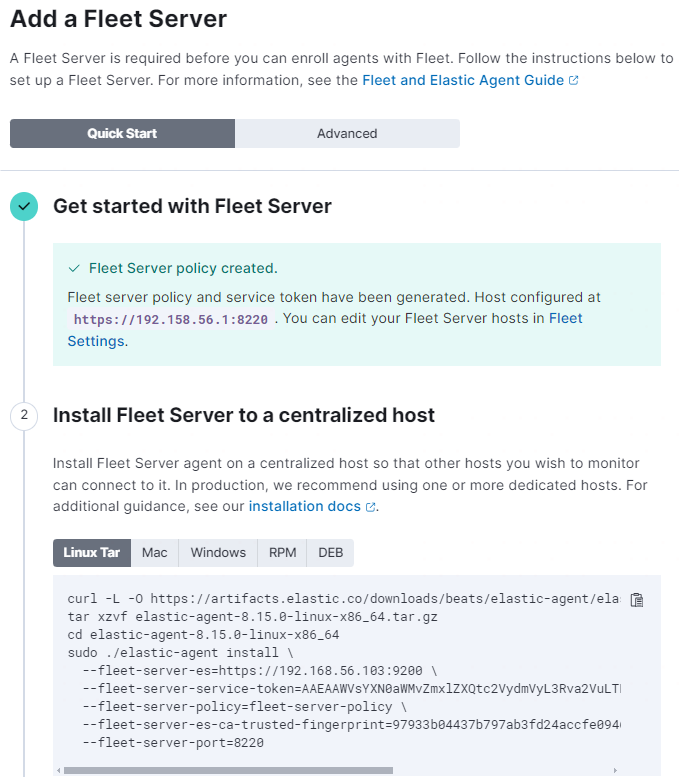 Add a Fleet Server
A Fleet Server is required before you can enroll agents with Fleet. Follow the instructions below to
set up a Fleet Server. For more information, see the Fleet and Elastic Agent Guide
Quick Start
Advanced
Get started with Fleet Server
Fleet Server policy created.
Fleet server policy and service token have been generated. Host configured at
https://192.158.56.1:8220 . You can edit your Fleet Server hosts in Fleet
Settings.
2
Install Fleet Server to a centralized host
Install Fleet Server agent on a centralized host so that other hosts you wish to monitor
can connect to it. In production, we recommend using one or more dedicated hosts. For
additional guidance, see our installation docs.
Linux Tar
Mac
Windows
RPM
DEB
curl -L -O https://artifacts.elastic.co/downloads/beats/elastic-agent/elas
tar xzvf elastic-agent-8.15.0-linux-x86_64.tar.gz
cd elastic-agent-8.15.0-linux-x86_64
sudo ./elastic-agent install \
--fleet-server-es=https://192.168.56.103:9200 \
--fleet-server-service-token=AAEAAWVsYXN0aWMvZmxlZXQtc2VydmVyL3Rva2VuLTI
--fleet-server-policy=fleet-server-policy \
--fleet-server-es-ca-trusted-fingerprint=97933b04437b797ab3fd24accfe0940
--fleet-server-port=8220